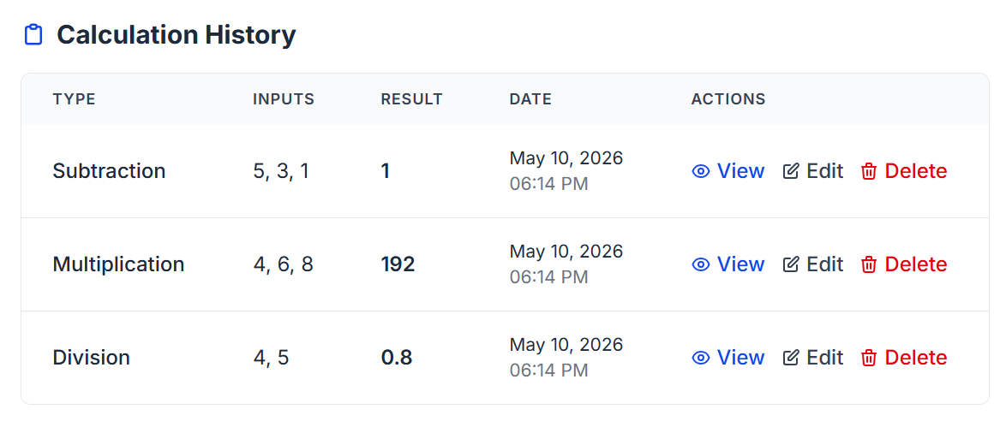 Calculation History
TYPE INPUTS RESULT DATE ACTIONS
Subtraction 5, 3, 1 1 May 10, 2026 View Edit Delete
06:14 PM
Multiplication 4, 6, 8 192 May 10, 2026 View Edit Delete
06:14 PM
Division 4, 5 0.8 May 10, 2026 View Edit Delete
06:14 PM